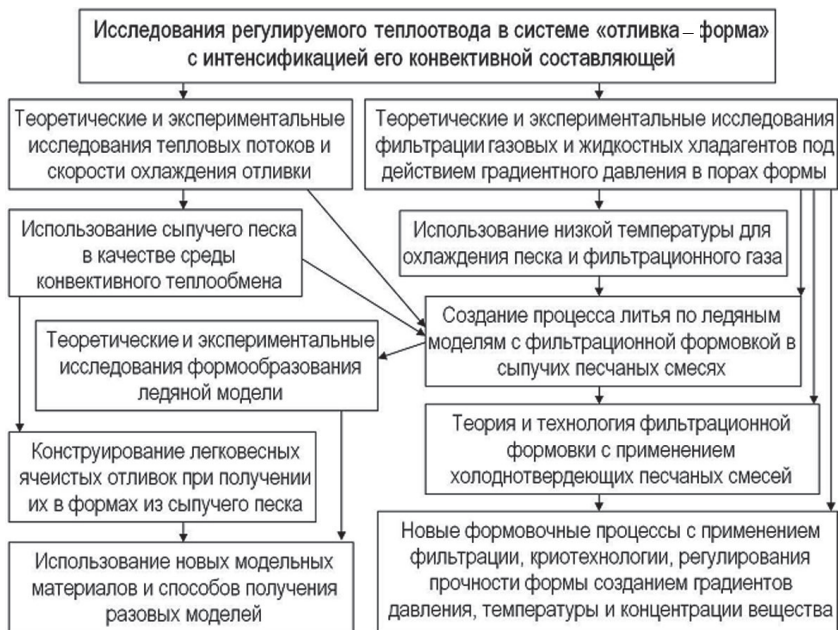 Исследования регулируемого теплоотвода в системе «отливка – форма»
с интенсификацией его конвективной составляющей
Теоретические и экспериментальные
исследования тепловых потоков и
скорости охлаждения отливки
Теоретические и экспериментальные исследования
фильтрации газовых и жидкостных хладагентов под
действием градиентного давления в порах формы
Использование сыпучего песка
в качестве среды
конвективного теплообмена
Использование низкой температуры для
охлаждения песка и фильтрационного газа
Теоретические и экспериментальные
исследования формообразования
ледяной модели
Создание процесса литья по ледяным
моделям с фильтрационной формовкой в
сыпучих песчаных смесях
Конструирование легковесных
ячеистых отливок при получении
их в формах из сыпучего песка
Теория и технология фильтрационной
формовки с применением
холоднотвердеющих песчаных смесей
Использование новых модельных
материалов и способов получения
разовых моделей
Новые формовочные процессы с применением
фильтрации, криотехнологии, регулирования
прочности формы созданием градиентов
давления, температуры и концентрации вещества